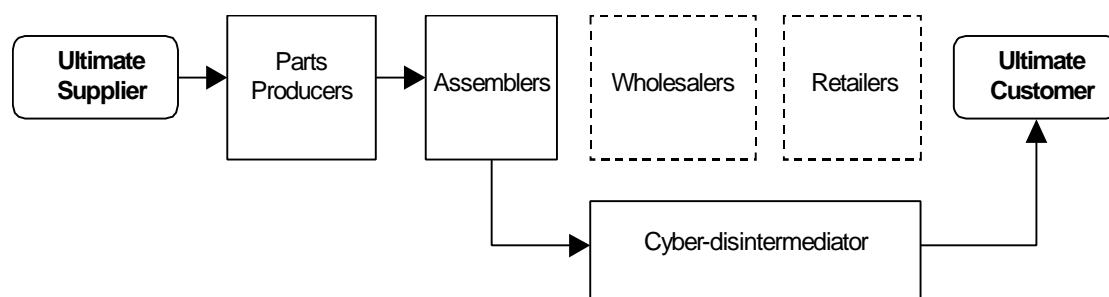 Ultimate
Supplier
Parts
Producers
Assemblers
Wholesalers
Retailers
Ultimate
Customer
Cyber-disintermediator